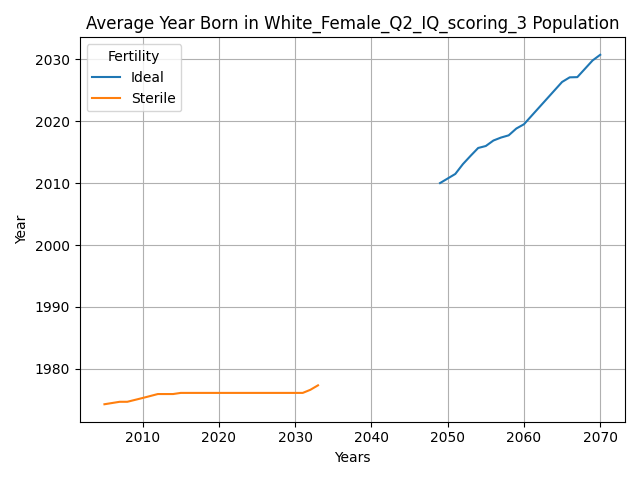 Average Year Born in White_Female_Q2_IQ_scoring_3 Population
Fertility
Ideal
Sterile
Year
2030
2020
2010
2000
1990
1980
2010 2020 2030 2040 2050 2060 2070
Years